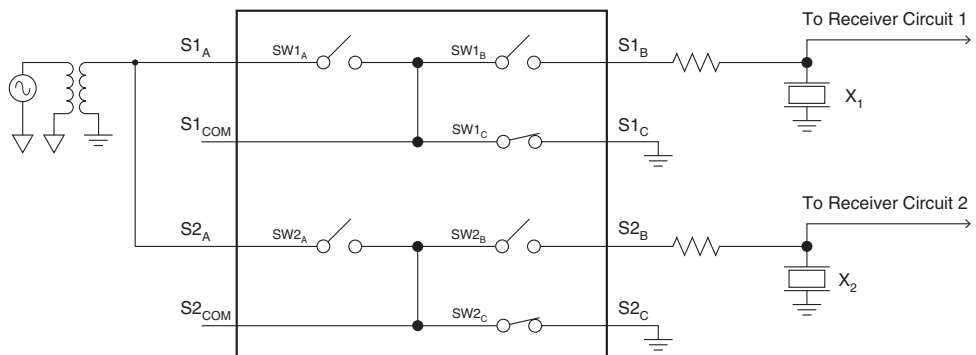 To Receiver Circuit 1
S1A SW1A SW1B S1B
X1
S1COM SW1C S1C
To Receiver Circuit 2
S2A SW2A SW2B S2B
X2
S2COM SW2C S2C